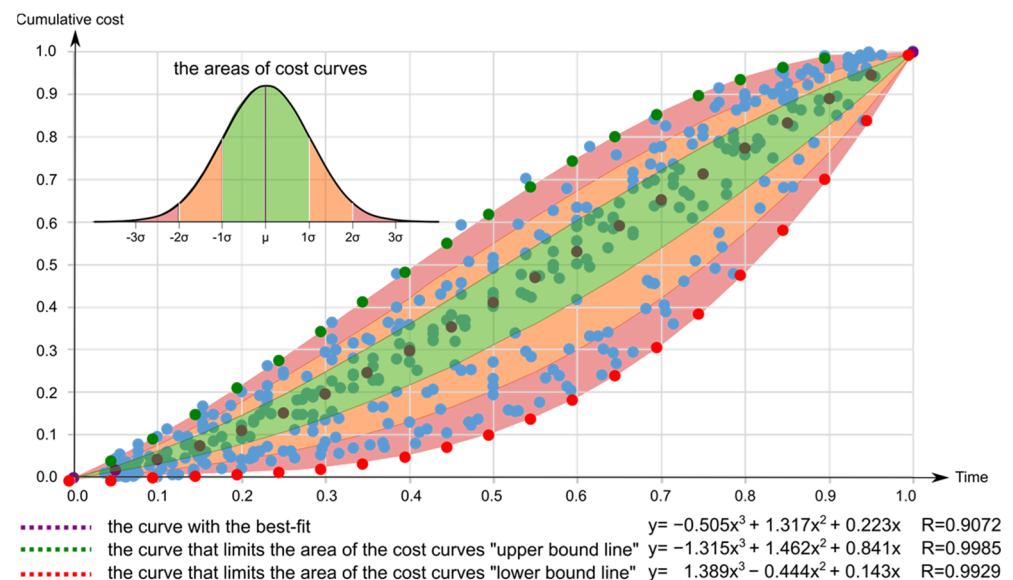 Cumulative cost
1.0
the areas of cost curves
0.9
0.8
0.7
0.6
-3σ -2σ -1σ μ 1σ 2σ 3σ
0.5
0.4
0.3
0.2
0.1
0.0
Time
0.0 0.1 0.2 0.3 0.4 0.5 0.6 0.7 0.8 0.9 1.0
the curve with the best-fit y= −0.505x³ + 1.317x² + 0.223x R=0.9072
the curve that limits the area of the cost curves "upper bound line" y= −1.315x³ + 1.462x² + 0.841x R=0.9985
the curve that limits the area of the cost curves "lower bound line" y= 1.389x³ − 0.444x² + 0.143x R=0.9929